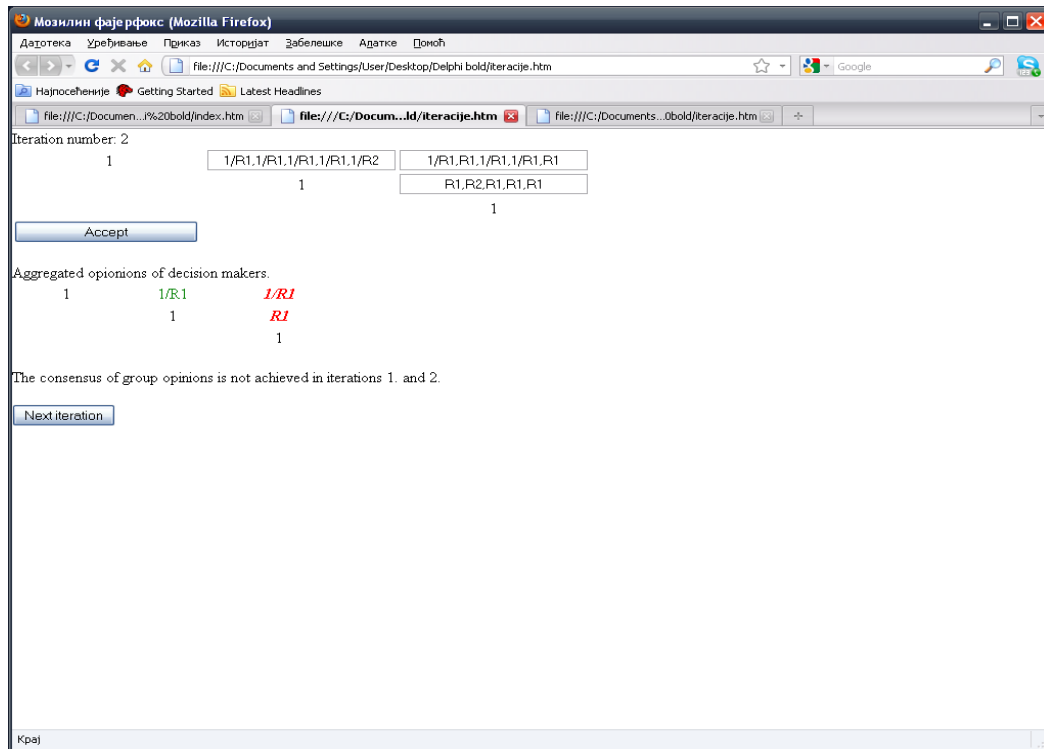 Мозилин фајерфокс (Mozilla Firefox)
Датотека Уређивање Приказ Историјат Забелешке Алатке Помоћ
file:///C:/Documents and Settings/User/Desktop/Delphi bold/iteracije.htm Google
Најпосећеније Getting Started Latest Headlines
file:///C:/Documen...i%20bold/index.htm file:///C:/Docum....ld/iteracije.htm file:///C:/Documents...0bold/iteracije.htm
Iteration number: 2
1 1/R1,1/R1,1/R1,1/R1,1/R2 1/R1,R1,1/R1,1/R1,R1
1 R1,R2,R1,R1,R1
1
Accept
Aggregated opionions of decision makers.
1 1/R1 1/R1
1 R1
1
The consensus of group opinions is not achieved in iterations 1. and 2.
Next iteration
Крај